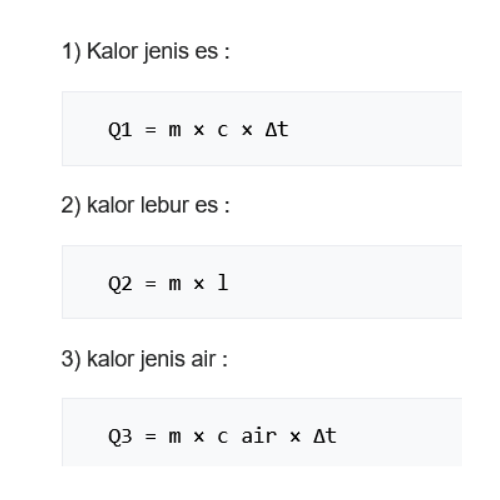 1) Kalor jenis es :
Q1 = m × c × Δt
2) kalor lebur es :
Q2 = m × l
3) kalor jenis air :
Q3 = m × c air × Δt